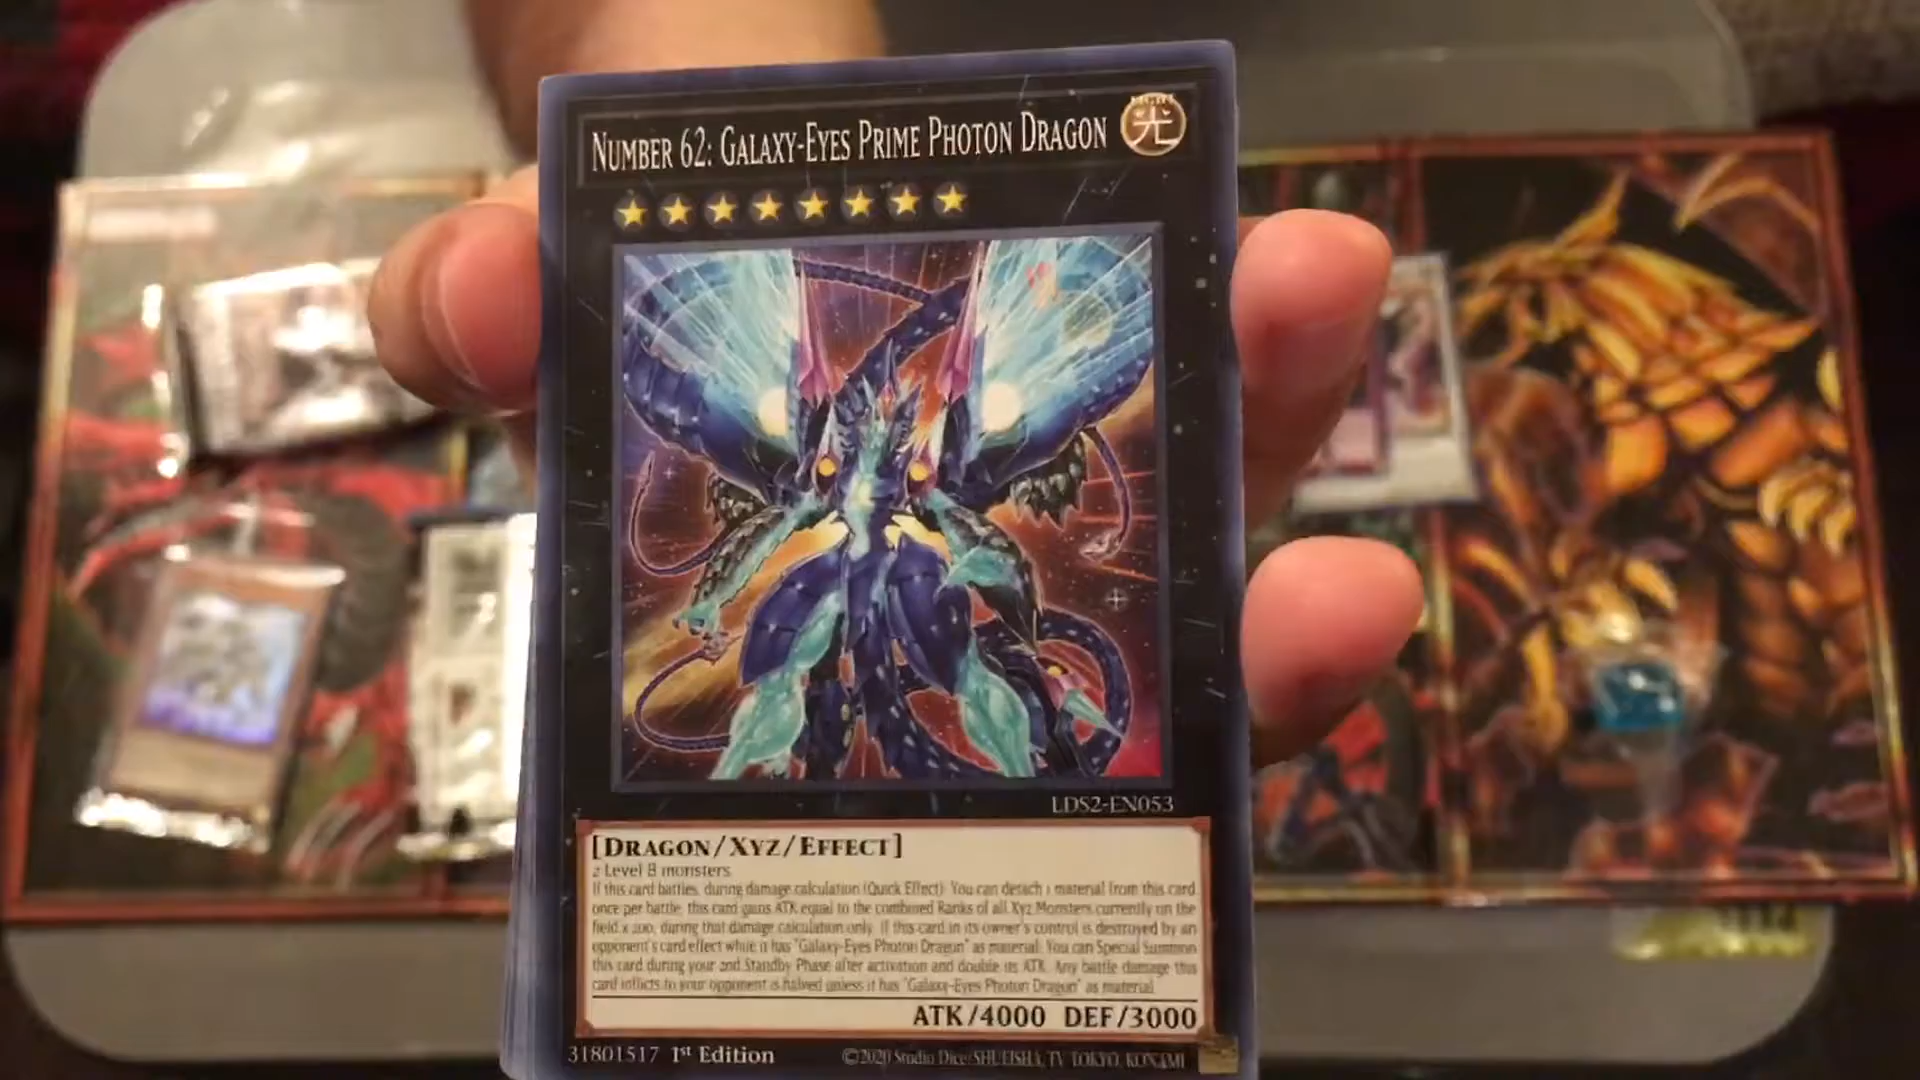 NUMBER 62: GALAXY-EYES PRIME PHOTON DRAGON
LIGHT
光
LDS2-EN053
[DRAGON/XYZ/EFFECT]
2 Level 8 monsters
If this card battles, during damage calculation (Quick Effect): You can detach 1 material from this card
once per battle; this card gains ATK equal to the combined Ranks of all Xyz Monsters currently on the
field x 200, during that damage calculation only. If this card in its owner's control is destroyed by an
opponent's card effect while it has "Galaxy-Eyes Photon Dragon" as material: You can Special Summon
this card during your 2nd Standby Phase after activation and double its ATK. Any battle damage this
card inflicts to your opponent is halved unless it has "Galaxy-Eyes Photon Dragon" as material.
ATK/4000 DEF/3000
31801517 1st Edition
©2020 Studio Dice/SHUEISHA, TV TOKYO, KONAMI